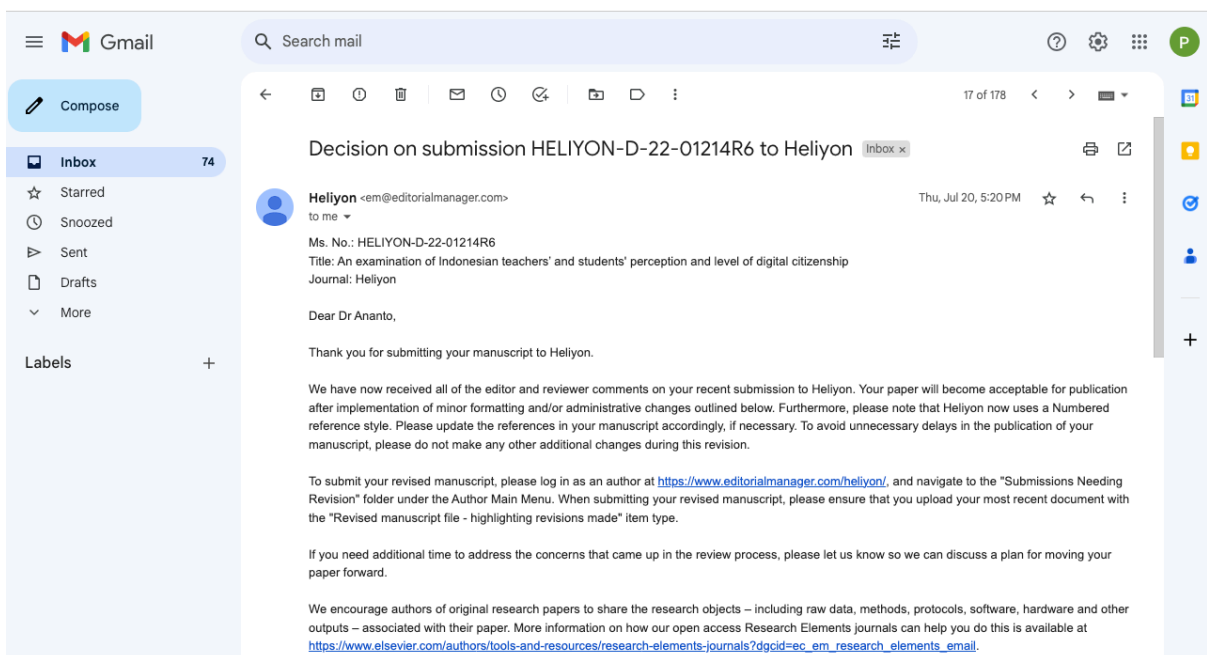 Gmail
Search mail
P
Compose
17 of 178
31
Inbox 74
Starred
Snoozed
Sent
Drafts
More
Labels
Decision on submission HELIYON-D-22-01214R6 to Heliyon Inbox ×
Heliyon <em@editorialmanager.com> Thu, Jul 20, 5:20 PM
to me
Ms. No.: HELIYON-D-22-01214R6
Title: An examination of Indonesian teachers' and students' perception and level of digital citizenship
Journal: Heliyon
Dear Dr Ananto,
Thank you for submitting your manuscript to Heliyon.
We have now received all of the editor and reviewer comments on your recent submission to Heliyon. Your paper will become acceptable for publication
after implementation of minor formatting and/or administrative changes outlined below. Furthermore, please note that Heliyon now uses a Numbered
reference style. Please update the references in your manuscript accordingly, if necessary. To avoid unnecessary delays in the publication of your
manuscript, please do not make any other additional changes during this revision.
To submit your revised manuscript, please log in as an author at https://www.editorialmanager.com/heliyon/, and navigate to the "Submissions Needing
Revision" folder under the Author Main Menu. When submitting your revised manuscript, please ensure that you upload your most recent document with
the "Revised manuscript file - highlighting revisions made" item type.
If you need additional time to address the concerns that came up in the review process, please let us know so we can discuss a plan for moving your
paper forward.
We encourage authors of original research papers to share the research objects – including raw data, methods, protocols, software, hardware and other
outputs – associated with their paper. More information on how our open access Research Elements journals can help you do this is available at
https://www.elsevier.com/authors/tools-and-resources/research-elements-journals?dgcid=ec_em_research_elements_email.